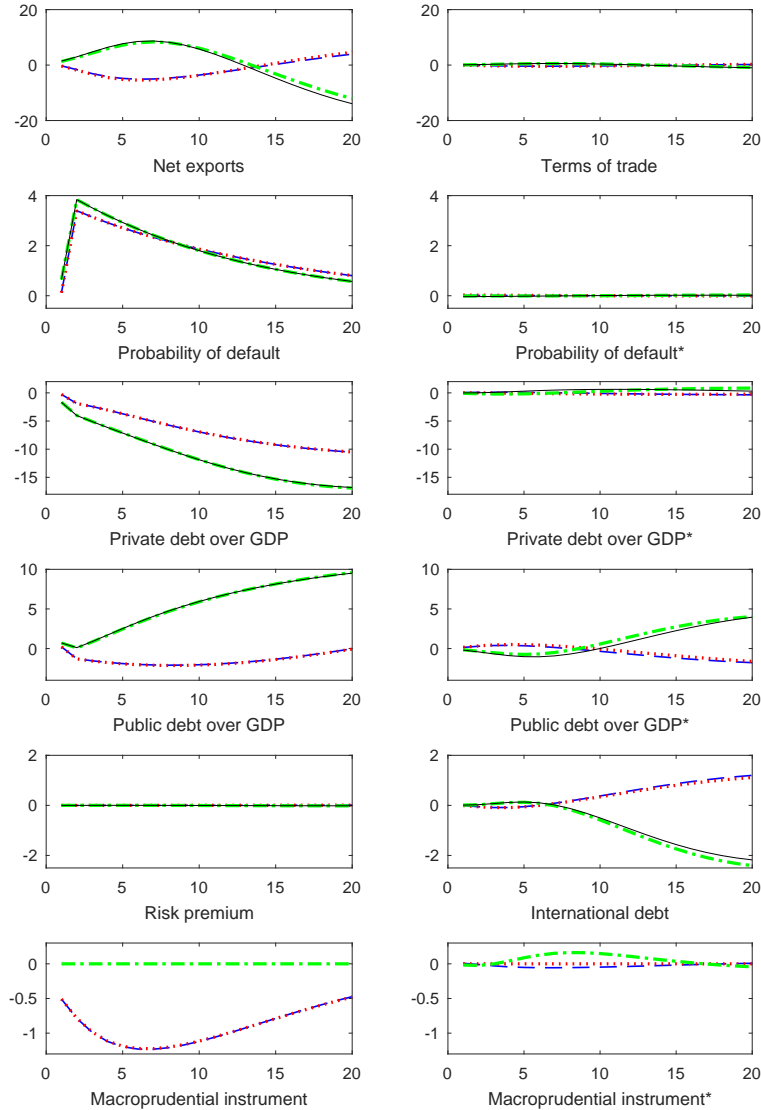 20
0
-20
0 5 10 15 20
Net exports
20
0
-20
0 5 10 15 20
Terms of trade
4
2
0
0 5 10 15 20
Probability of default
4
2
0
0 5 10 15 20
Probability of default*
0
-5
-10
-15
0 5 10 15 20
Private debt over GDP
0
-5
-10
-15
0 5 10 15 20
Private debt over GDP*
10
5
0
0 5 10 15 20
Public debt over GDP
10
5
0
0 5 10 15 20
Public debt over GDP*
2
0
-2
0 5 10 15 20
Risk premium
2
0
-2
0 5 10 15 20
International debt
0
-0.5
-1
0 5 10 15 20
Macroprudential instrument
0
-0.5
-1
0 5 10 15 20
Macroprudential instrument*